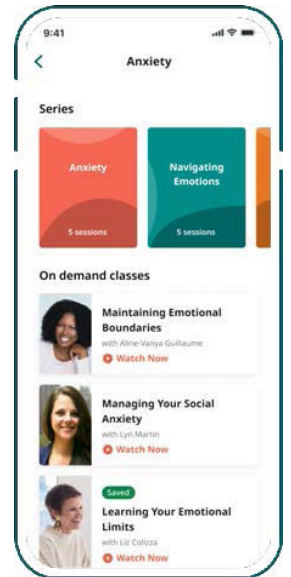 9:41
Anxiety
Series
Anxiety
5 sessions
Navigating
Emotions
5 sessions
On demand classes
Maintaining Emotional
Boundaries
with Aline-Vanya Guillaume
Watch Now
Managing Your Social
Anxiety
with Lyn Martin
Watch Now
Saved
Learning Your Emotional
Limits
with Liz Colizza
Watch Now